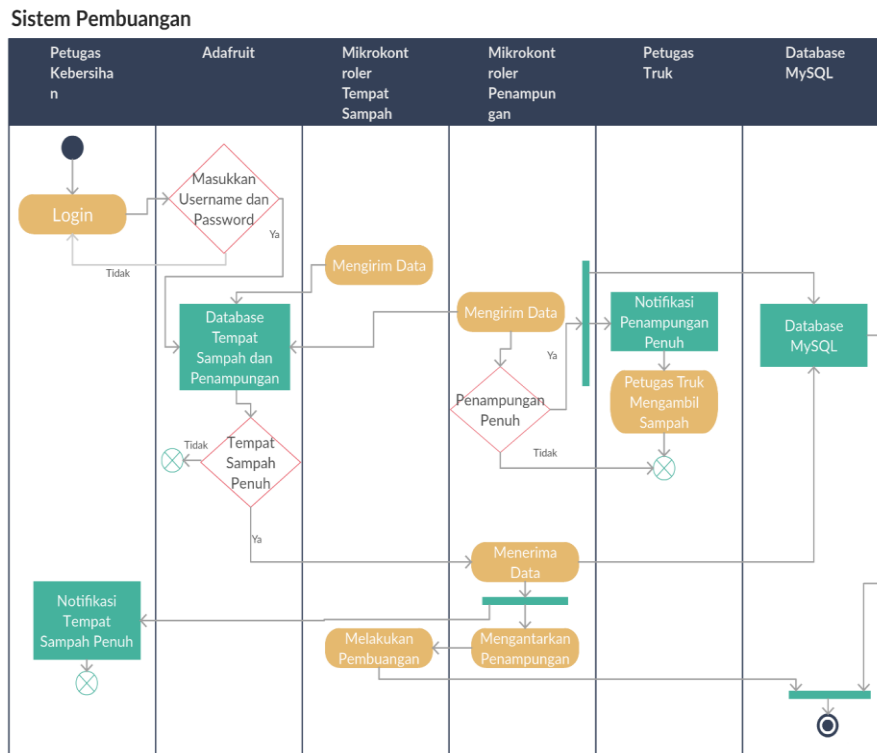 Sistem Pembuangan
Petugas
Kebersiha
n
Adafruit
Mikrokont
roler
Tempat
Sampah
Mikrokont
roler
Penampun
gan
Petugas
Truk
Database
MySQL
Masukkan
Username dan
Password
Login
Ya
Tidak
Mengirim Data
Database
Tempat
Sampah dan
Penampungan
Mengirim Data
Notifikasi
Penampungan
Penuh
Database
MySQL
Ya
Penampungan
Penuh
Petugas Truk
Mengambil
Sampah
Tidak
Tidak
Tempat
Sampah
Penuh
Ya
Menerima
Data
Notifikasi
Tempat
Sampah Penuh
Melakukan
Pembuangan
Mengantarkan
Penampungan